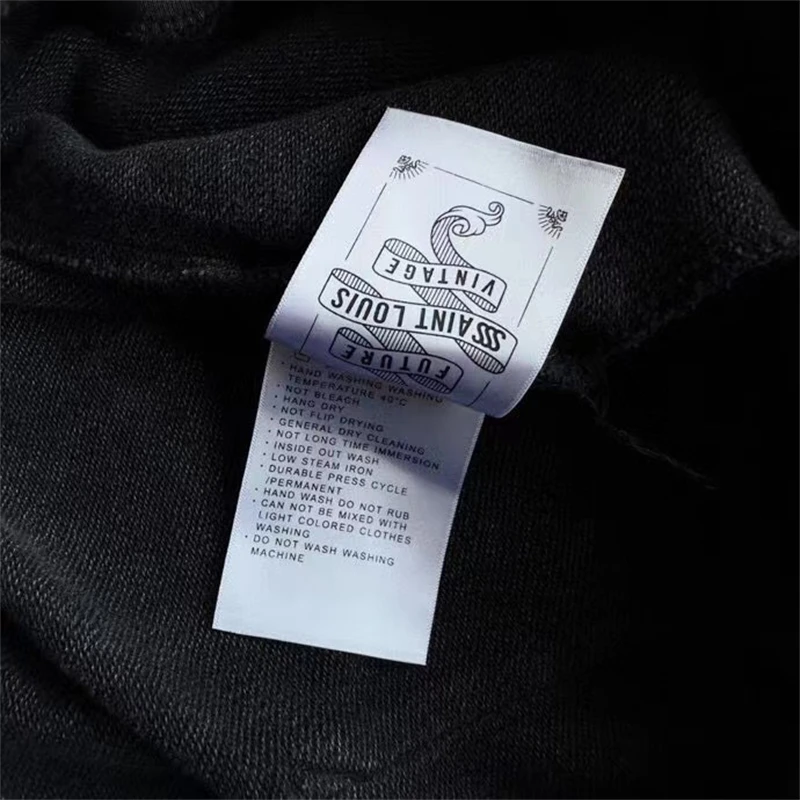 VINTAGE
SSSAINT LOUIS
FUTURE
· HAND WASHING WASHING
TEMPERATURE 40°C
· NOT BLEACH
· HANG DRY
· NOT FLIP DRYING
· GENERAL DRY CLEANING
· NOT LONG TIME IMMERSION
· INSIDE OUT WASH
· LOW STEAM IRON
· DURABLE PRESS CYCLE
/PERMANENT
· HAND WASH DO NOT RUB
· CAN NOT BE MIXED WITH
LIGHT COLORED CLOTHES
WASHING
· DO NOT WASH WASHING
MACHINE